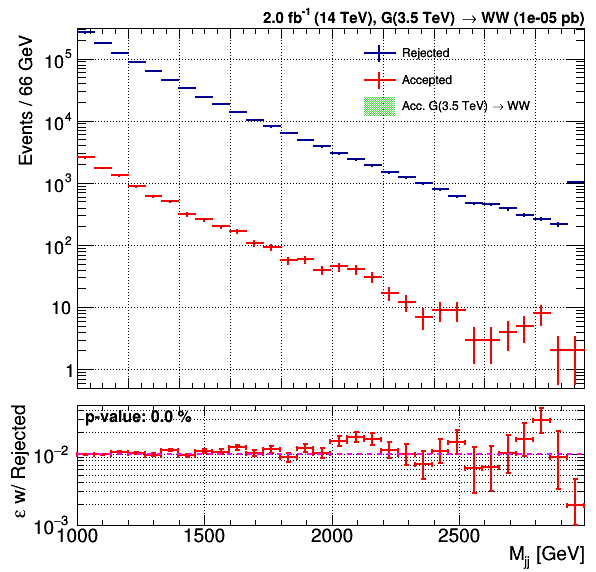 2.0 fb⁻¹ (14 TeV), G(3.5 TeV) → WW (1e-05 pb)
Events / 66 GeV
Rejected
Accepted
Acc. G(3.5 TeV) → WW
10⁵
10⁴
10³
10²
10
1
p-value: 0.0 %
ε w/ Rejected
10⁻²
10⁻³
1000 1500 2000 2500
M_jj [GeV]